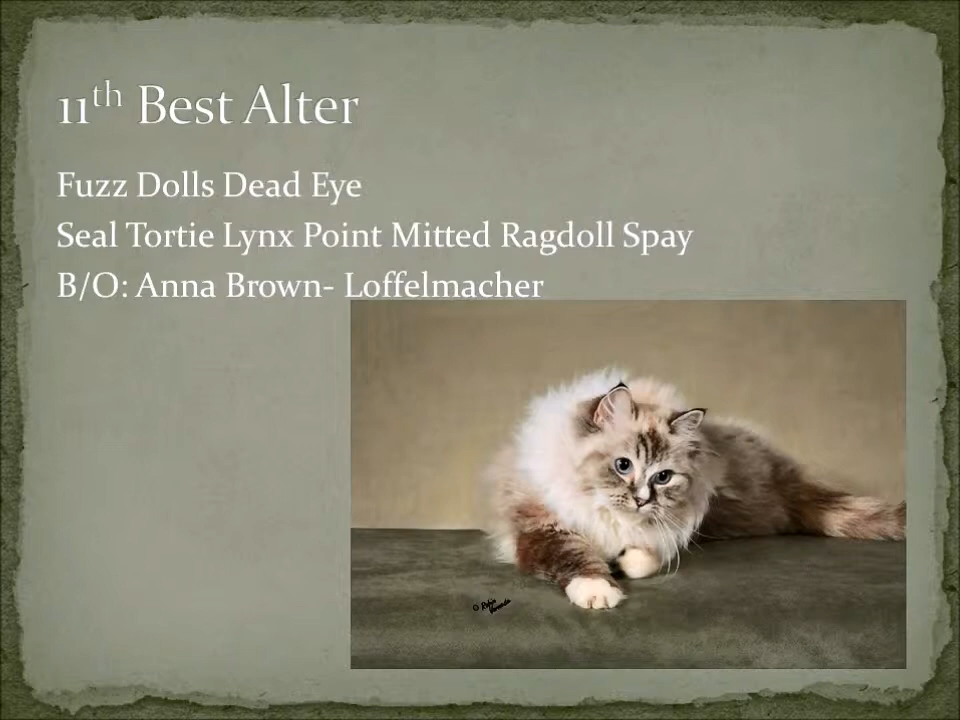 11th Best Alter
Fuzz Dolls Dead Eye
Seal Tortie Lynx Point Mitted Ragdoll Spay
B/O: Anna Brown- Loffelmacher